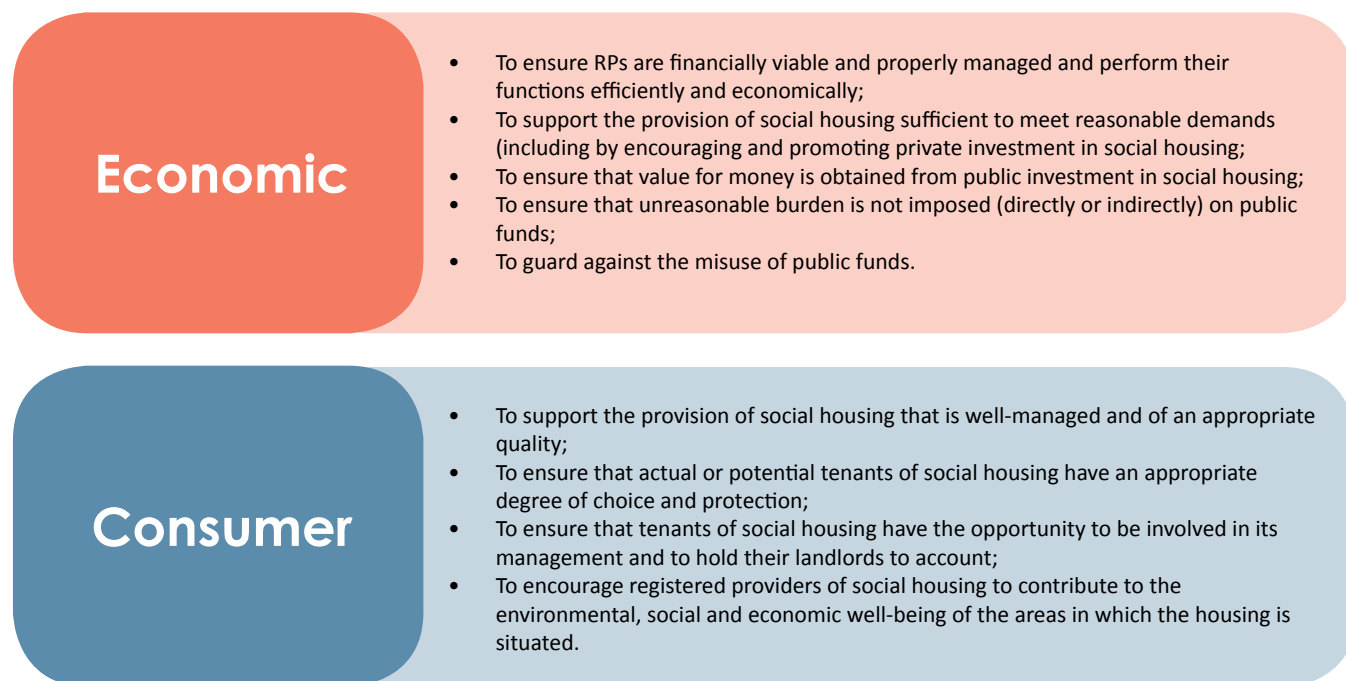 Economic
• To ensure RPs are financially viable and properly managed and perform their
functions efficiently and economically;
• To support the provision of social housing sufficient to meet reasonable demands
(including by encouraging and promoting private investment in social housing;
• To ensure that value for money is obtained from public investment in social housing;
• To ensure that unreasonable burden is not imposed (directly or indirectly) on public
funds;
• To guard against the misuse of public funds.
Consumer
• To support the provision of social housing that is well-managed and of an appropriate
quality;
• To ensure that actual or potential tenants of social housing have an appropriate
degree of choice and protection;
• To ensure that tenants of social housing have the opportunity to be involved in its
management and to hold their landlords to account;
• To encourage registered providers of social housing to contribute to the
environmental, social and economic well-being of the areas in which the housing is
situated.